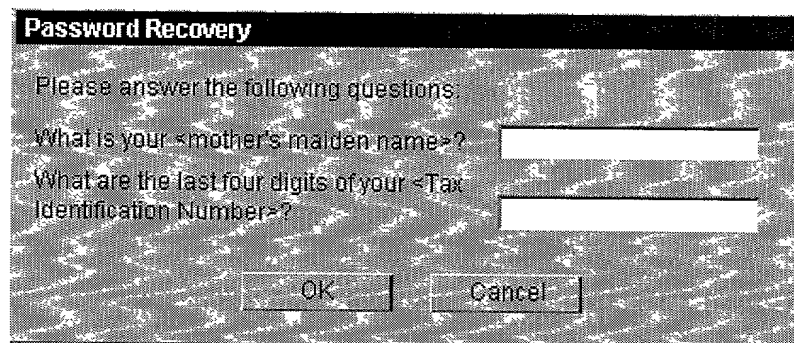 Password Recovery
Please answer the following questions:
What is your <mother's maiden name>?
What are the last four digits of your <Tax
Identification Number>?
OK Cancel